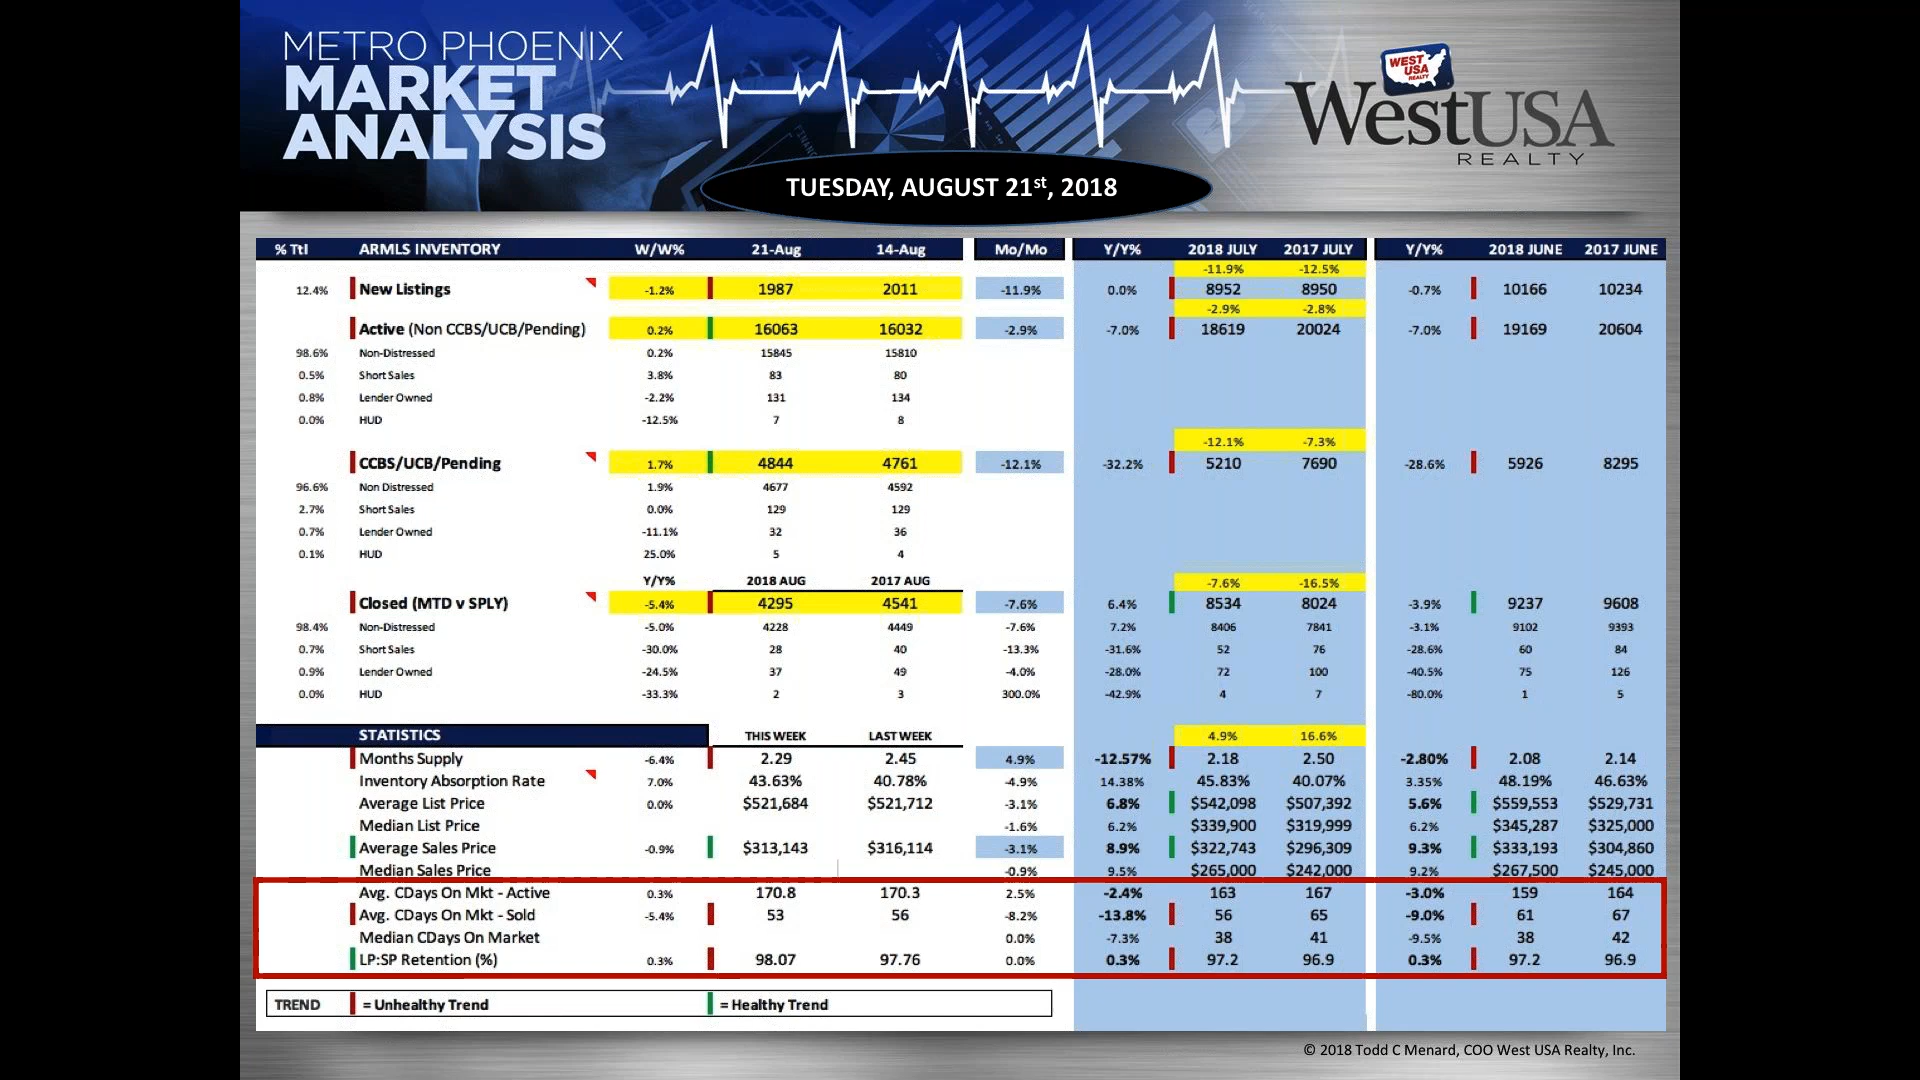 METRO PHOENIX
MARKET
ANALYSIS
WEST
USA
REALTY
WestUSA
REALTY
TUESDAY, AUGUST 21st, 2018
% Ttl ARMLS INVENTORY W/W% 21-Aug 14-Aug Mo/Mo Y/Y% 2018 JULY 2017 JULY Y/Y% 2018 JUNE 2017 JUNE
-11.9% -12.5%
12.4% New Listings -1.2% 1987 2011 -11.9% 0.0% 8952 8950 -0.7% 10166 10234
-2.9% -2.8%
Active (Non CCBS/UCB/Pending) 0.2% 16063 16032 -2.9% -7.0% 18619 20024 -7.0% 19169 20604
98.6% Non-Distressed 0.2% 15845 15810
0.5% Short Sales 3.8% 83 80
0.8% Lender Owned -2.2% 131 134
0.0% HUD -12.5% 7 8
-12.1% -7.3%
CCBS/UCB/Pending 1.7% 4844 4761 -12.1% -32.2% 5210 7690 -28.6% 5926 8295
96.6% Non Distressed 1.9% 4677 4592
2.7% Short Sales 0.0% 129 129
0.7% Lender Owned -11.1% 32 36
0.1% HUD 25.0% 5 4
Y/Y% 2018 AUG 2017 AUG -7.6% -16.5%
Closed (MTD v SPLY) -5.4% 4295 4541 -7.6% 6.4% 8534 8024 -3.9% 9237 9608
98.4% Non-Distressed -5.0% 4228 4449 -7.6% 7.2% 8406 7841 -3.1% 9102 9393
0.7% Short Sales -30.0% 28 40 -13.3% -31.6% 52 76 -28.6% 60 84
0.9% Lender Owned -24.5% 37 49 -4.0% -28.0% 72 100 -40.5% 75 126
0.0% HUD -33.3% 2 3 300.0% -42.9% 4 7 -80.0% 1 5
STATISTICS THIS WEEK LAST WEEK 4.9% 16.6%
Months Supply -6.4% 2.29 2.45 4.9% -12.57% 2.18 2.50 -2.80% 2.08 2.14
Inventory Absorption Rate 7.0% 43.63% 40.78% -4.9% 14.38% 45.83% 40.07% 3.35% 48.19% 46.63%
Average List Price 0.0% $521,684 $521,712 -3.1% 6.8% $542,098 $507,392 5.6% $559,553 $529,731
Median List Price -1.6% 6.2% $339,900 $319,999 6.2% $345,287 $325,000
Average Sales Price -0.9% $313,143 $316,114 -3.1% 8.9% $322,743 $296,309 9.3% $333,193 $304,860
Median Sales Price -0.9% 9.5% $265,000 $242,000 9.2% $267,500 $245,000
Avg. CDays On Mkt - Active 0.3% 170.8 170.3 2.5% -2.4% 163 167 -3.0% 159 164
Avg. CDays On Mkt - Sold -5.4% 53 56 -8.2% -13.8% 56 65 -9.0% 61 67
Median CDays On Market 0.0% -7.3% 38 41 -9.5% 38 42
LP:SP Retention (%) 0.3% 98.07 97.76 0.0% 0.3% 97.2 96.9 0.3% 97.2 96.9
TREND = Unhealthy Trend = Healthy Trend
© 2018 Todd C Menard, COO West USA Realty, Inc.